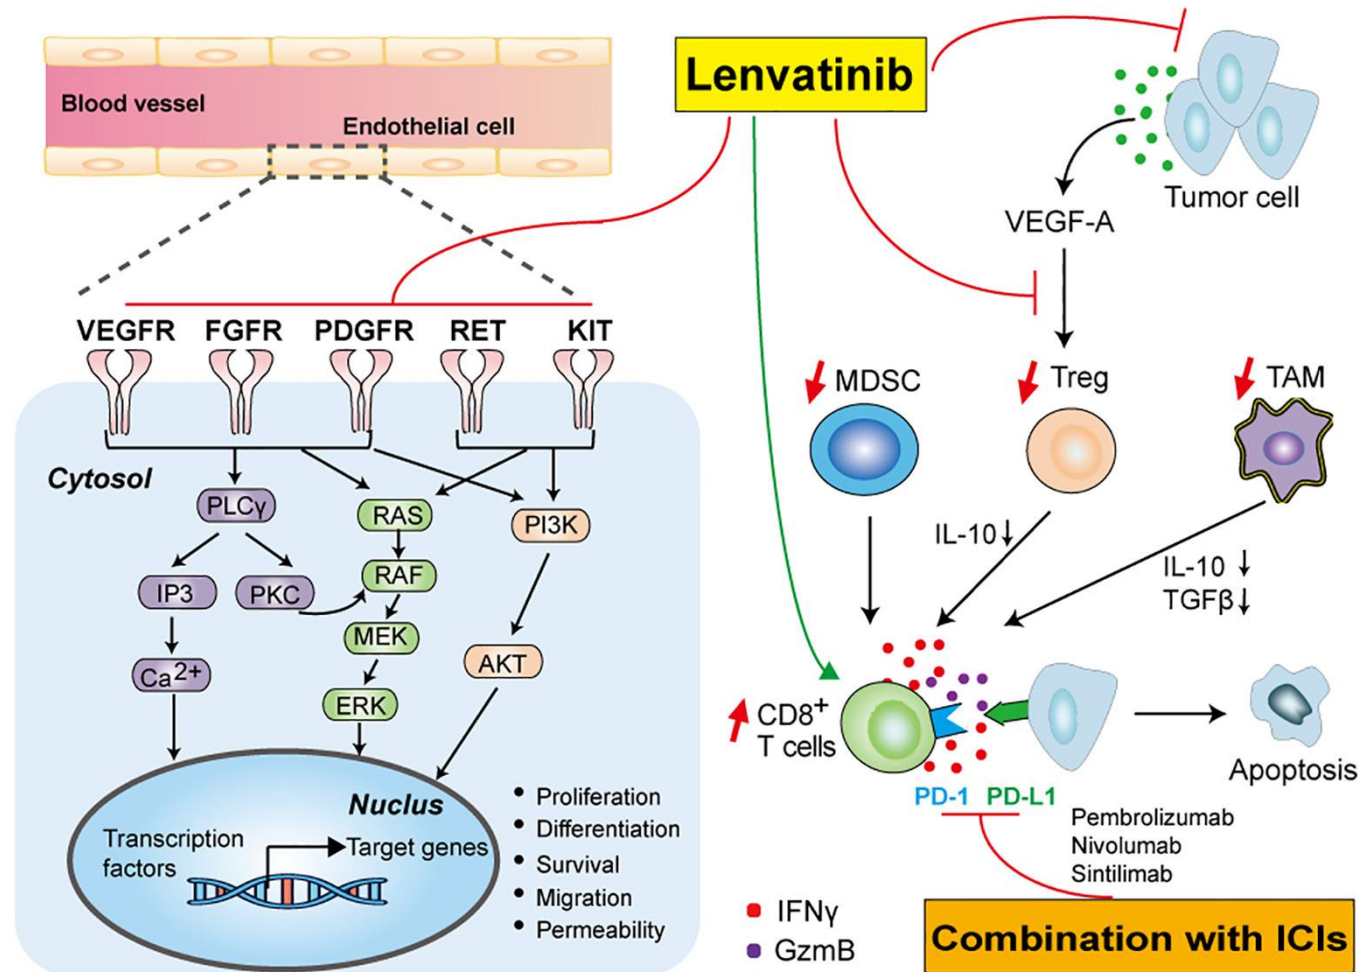 Blood vessel
Endothelial cell
Lenvatinib
Tumor cell
VEGF-A
VEGFR FGFR PDGFR RET KIT
MDSC
Treg
TAM
Cytosol
PLCγ
RAS
PI3K
IP3
PKC
RAF
MEK
Ca2+
AKT
ERK
Nuclus
Transcription
factors
Target genes
• Proliferation
• Differentiation
• Survival
• Migration
• Permeability
IL-10 ↓
IL-10 ↓
TGFβ↓
CD8+
T cells
PD-1 PD-L1
Apoptosis
Pembrolizumab
Nivolumab
Sintilimab
IFNγ
GzmB
Combination with ICIs